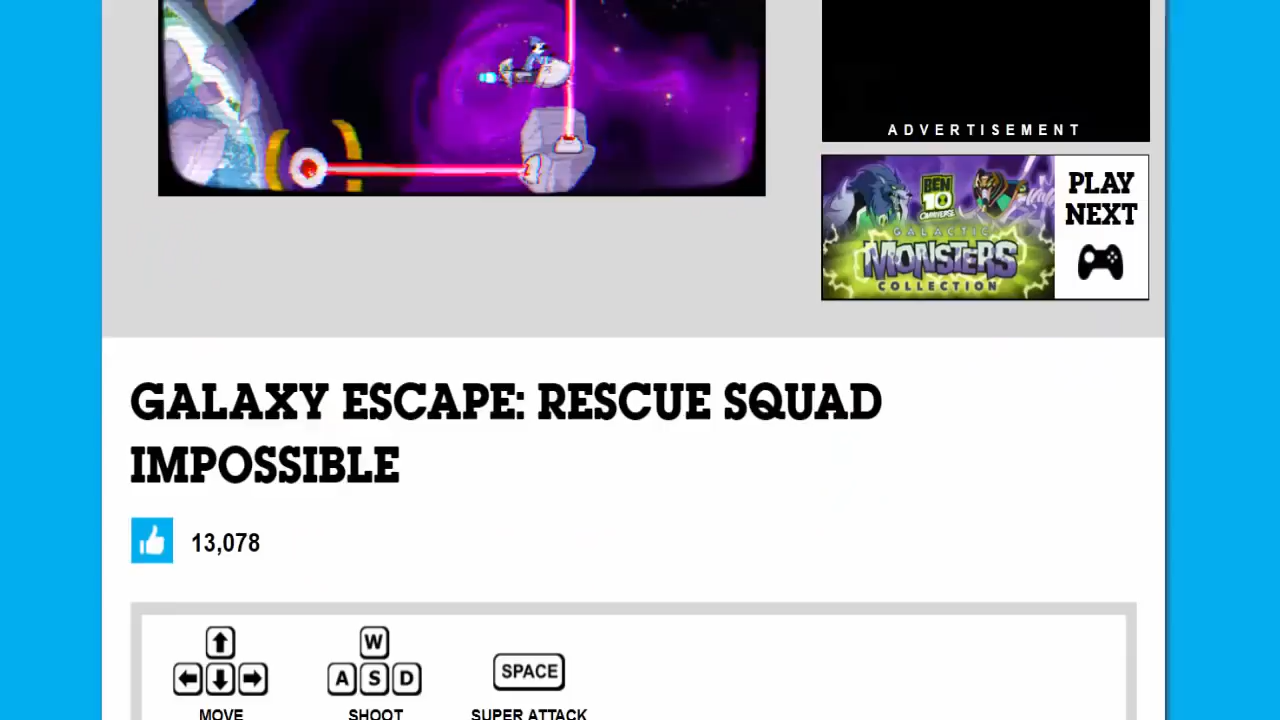 ADVERTISEMENT
BEN
10
OMNIVERSE
GALACTIC
MONSTERS
COLLECTION
PLAY
NEXT
GALAXY ESCAPE: RESCUE SQUAD
IMPOSSIBLE
13,078
W
A S D
SPACE
MOVE SHOOT SUPER ATTACK